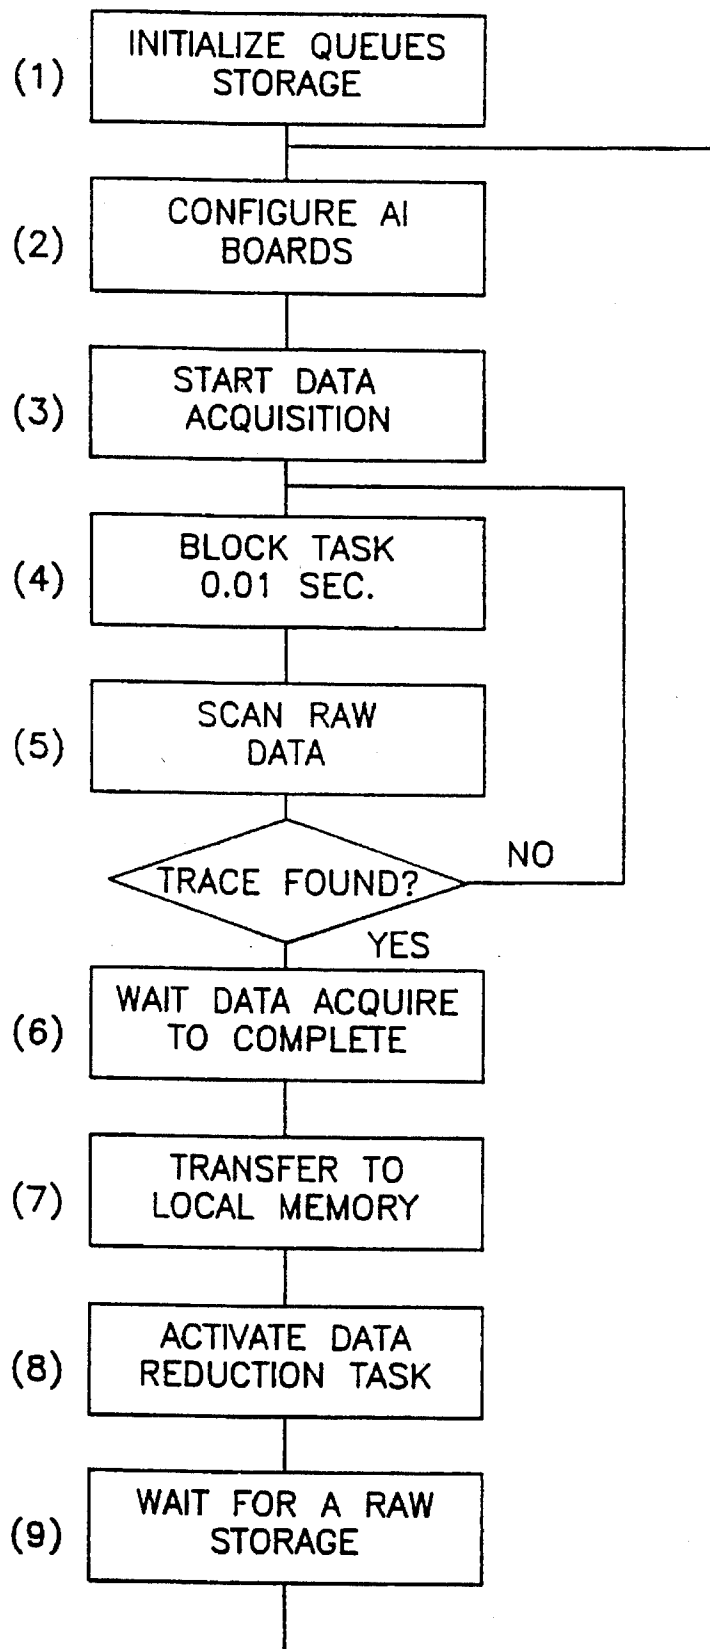 (1)
INITIALIZE QUEUES
STORAGE
(2)
CONFIGURE AI
BOARDS
(3)
START DATA
ACQUISITION
(4)
BLOCK TASK
0.01 SEC.
(5)
SCAN RAW
DATA
TRACE FOUND?
NO
YES
(6)
WAIT DATA ACQUIRE
TO COMPLETE
(7)
TRANSFER TO
LOCAL MEMORY
(8)
ACTIVATE DATA
REDUCTION TASK
(9)
WAIT FOR A RAW
STORAGE